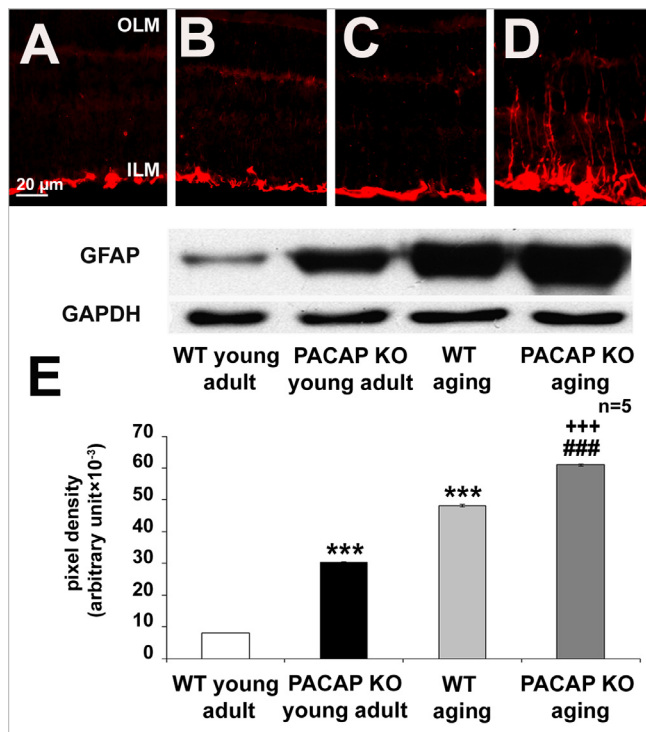 A
B
C
D
OLM
ILM
20 µm
GFAP
GAPDH
WT young
adult
PACAP KO
young adult
WT
aging
PACAP KO
aging
E
n=5
pixel density
(arbitrary unit×10⁻³)
70
60
50
40
30
20
10
0
***
***
+++
###
WT young
adult
PACAP KO
young adult
WT
aging
PACAP KO
aging